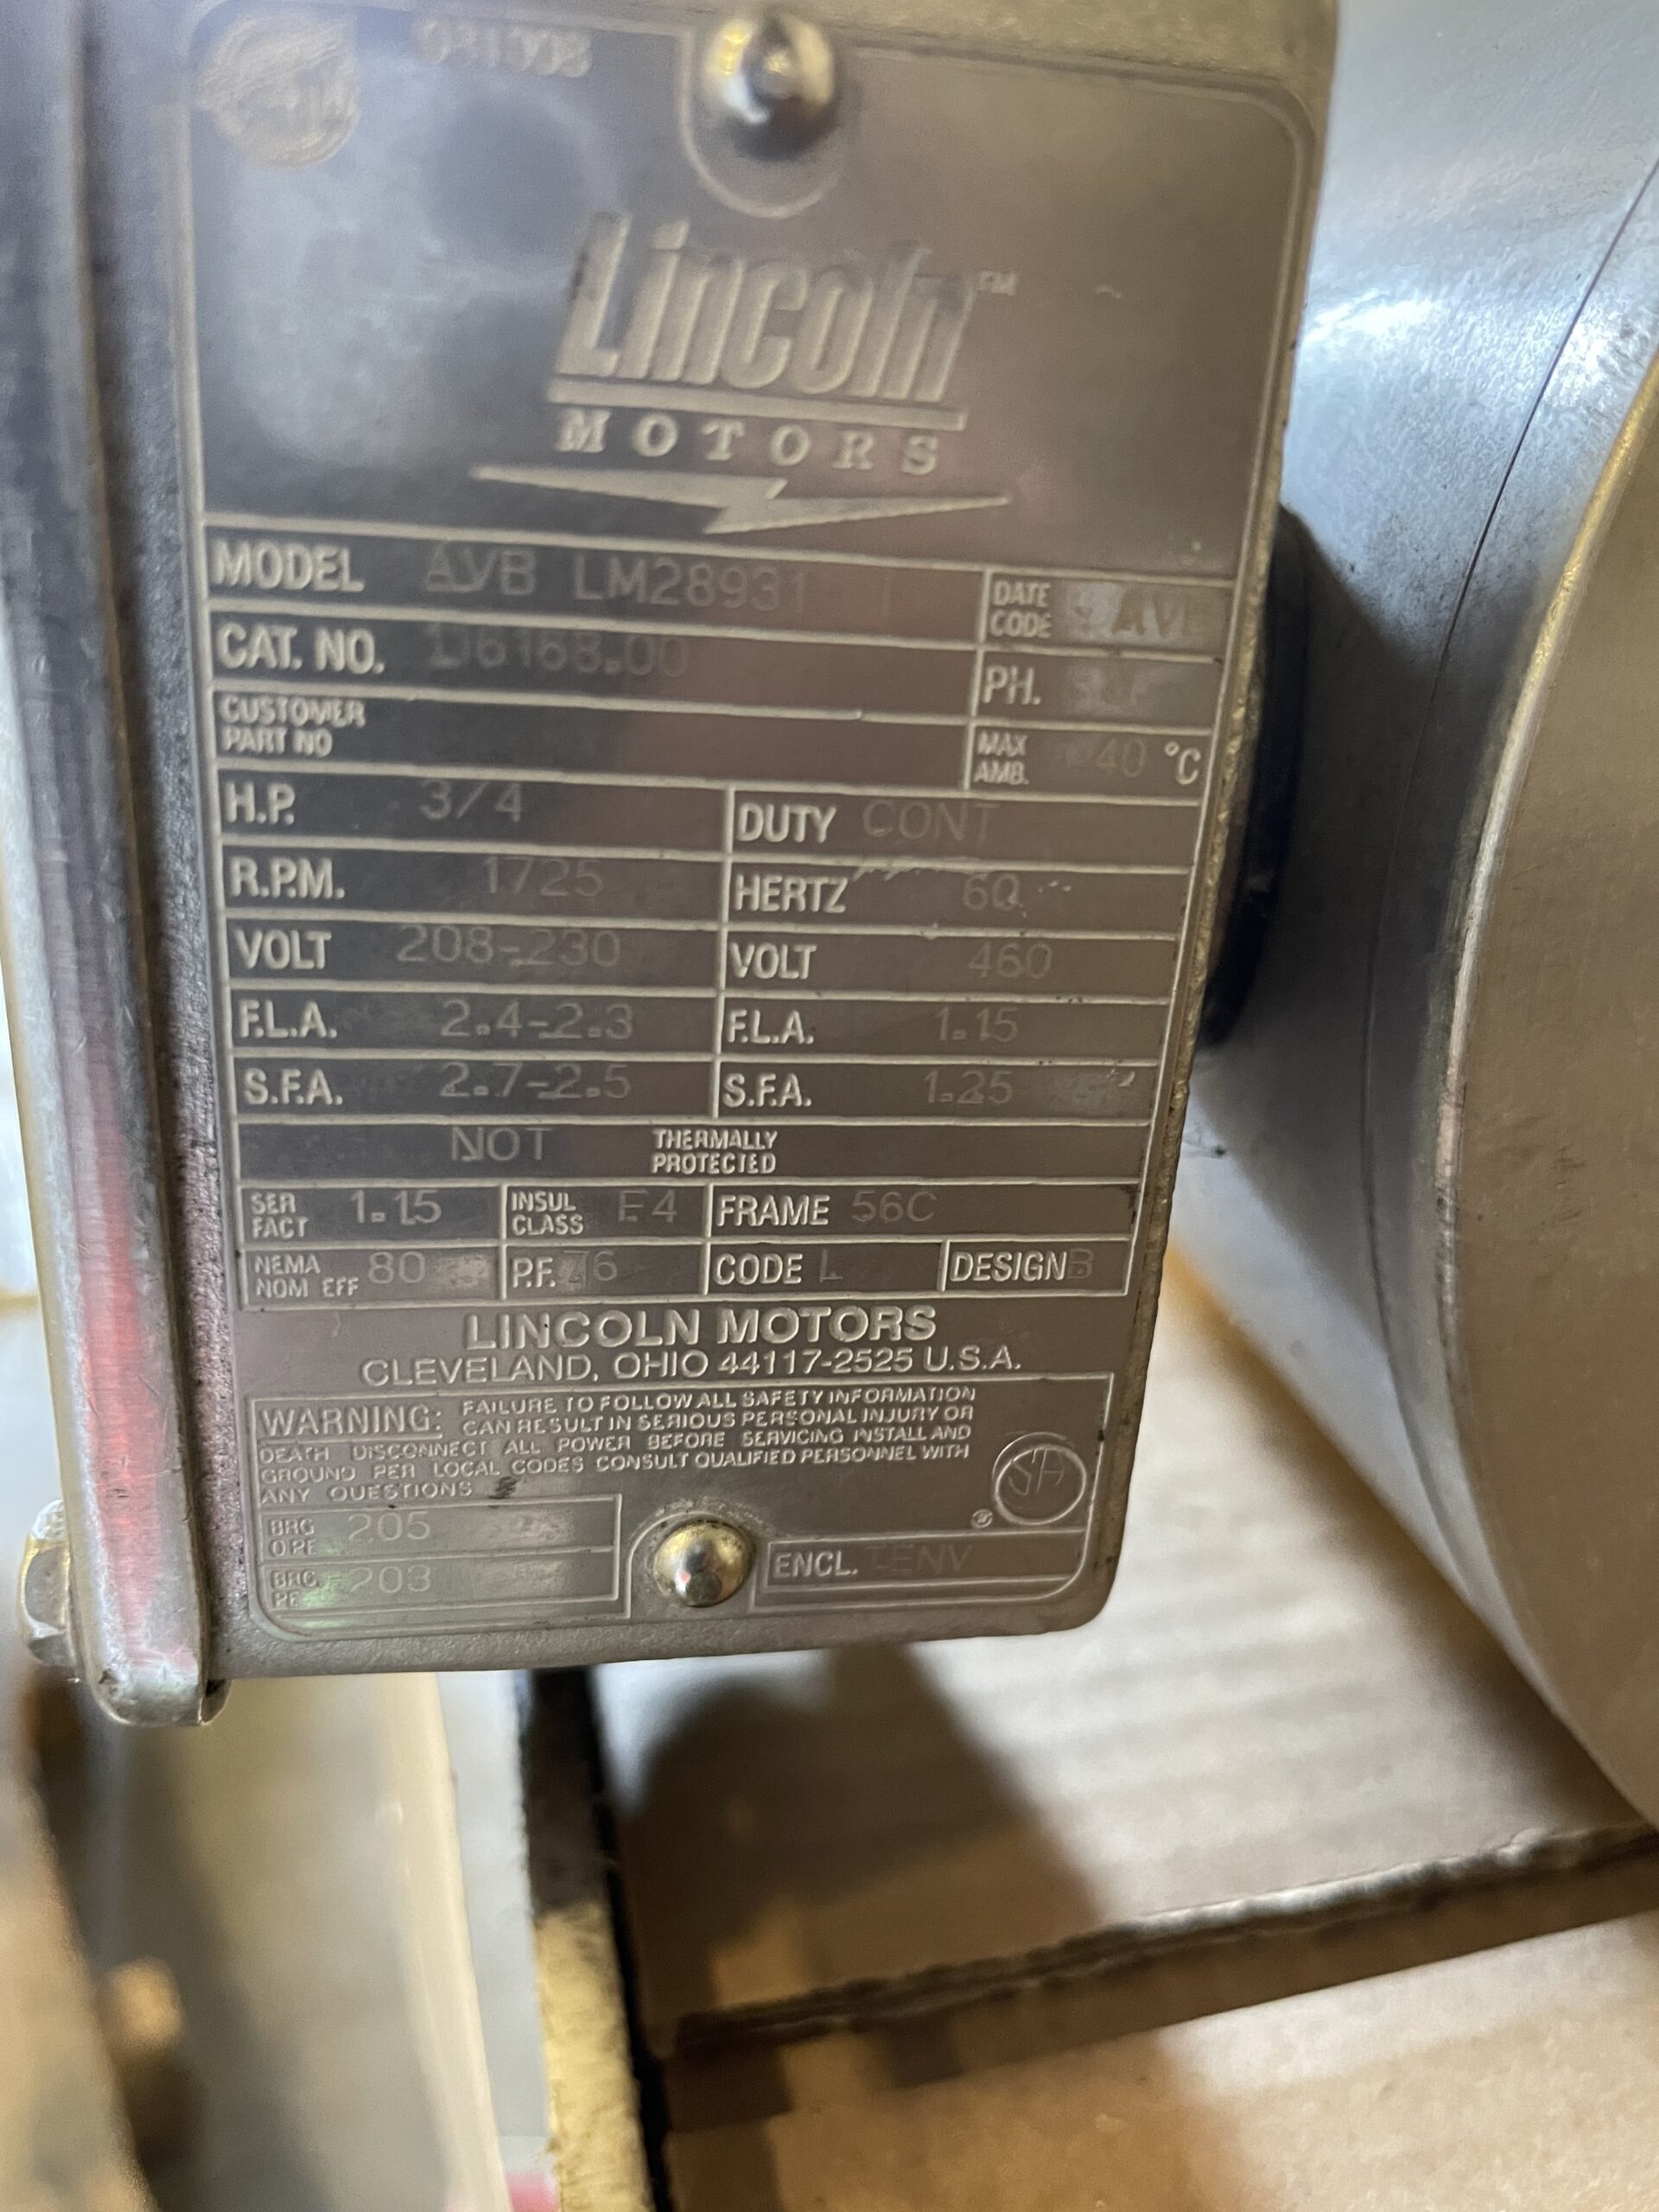 Lincoln™
MOTORS
MODEL AVB LM28931
DATE CODE
CAT. NO.
PH.
CUSTOMER PART NO
MAX AMB. 40 °C
H.P. 3/4 DUTY CONT
R.P.M. 1725 HERTZ 60
VOLT 208-230 VOLT 460
F.L.A. 2.4-2.3 F.L.A. 1.15
S.F.A. 2.7-2.5 S.F.A. 1.25
NOT THERMALLY PROTECTED
SER FACT 1.15 INSUL CLASS FRAME 56C
NEMA NOM EFF 80 P.F. 76 CODE L DESIGN B
LINCOLN MOTORS
CLEVELAND, OHIO 44117-2525 U.S.A.
WARNING: FAILURE TO FOLLOW ALL SAFETY INFORMATION
CAN RESULT IN SERIOUS PERSONAL INJURY OR
DEATH DISCONNECT ALL POWER BEFORE SERVICING INSTALL AND
GROUND PER LOCAL CODES CONSULT QUALIFIED PERSONNEL WITH
ANY QUESTIONS
BRG OPE 205
BRG. PE 203
ENCL. TENV